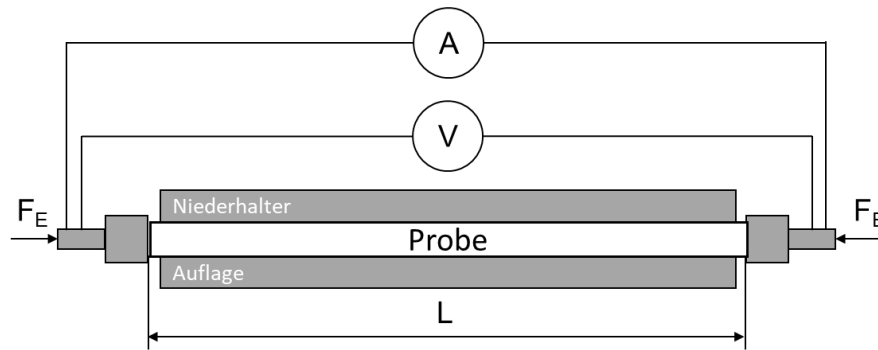 A
V
F_E
F_E
Niederhalter
Probe
Auflage
L